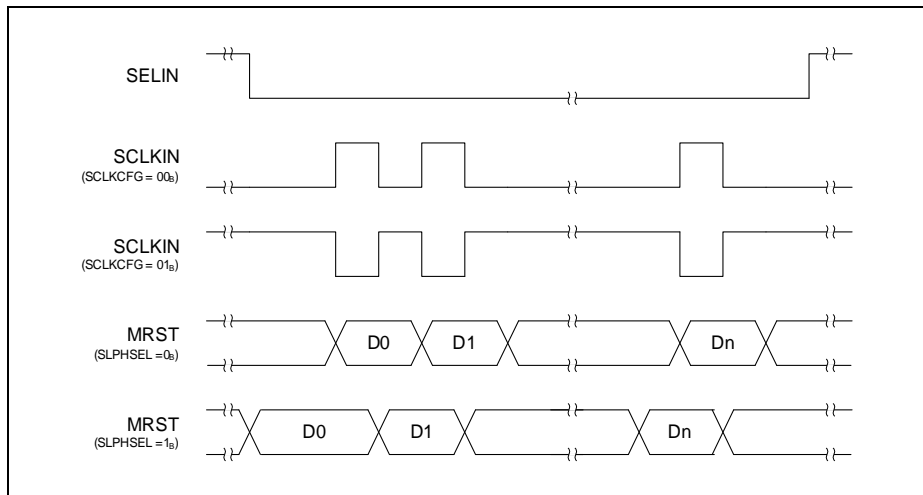 SELIN
SCLKIN
(SCLKCFG = 00B)
SCLKIN
(SCLKCFG = 01B)
MRST
(SLPHSEL =0B)
D0 D1 Dn
MRST
(SLPHSEL =1B)
D0 D1 Dn